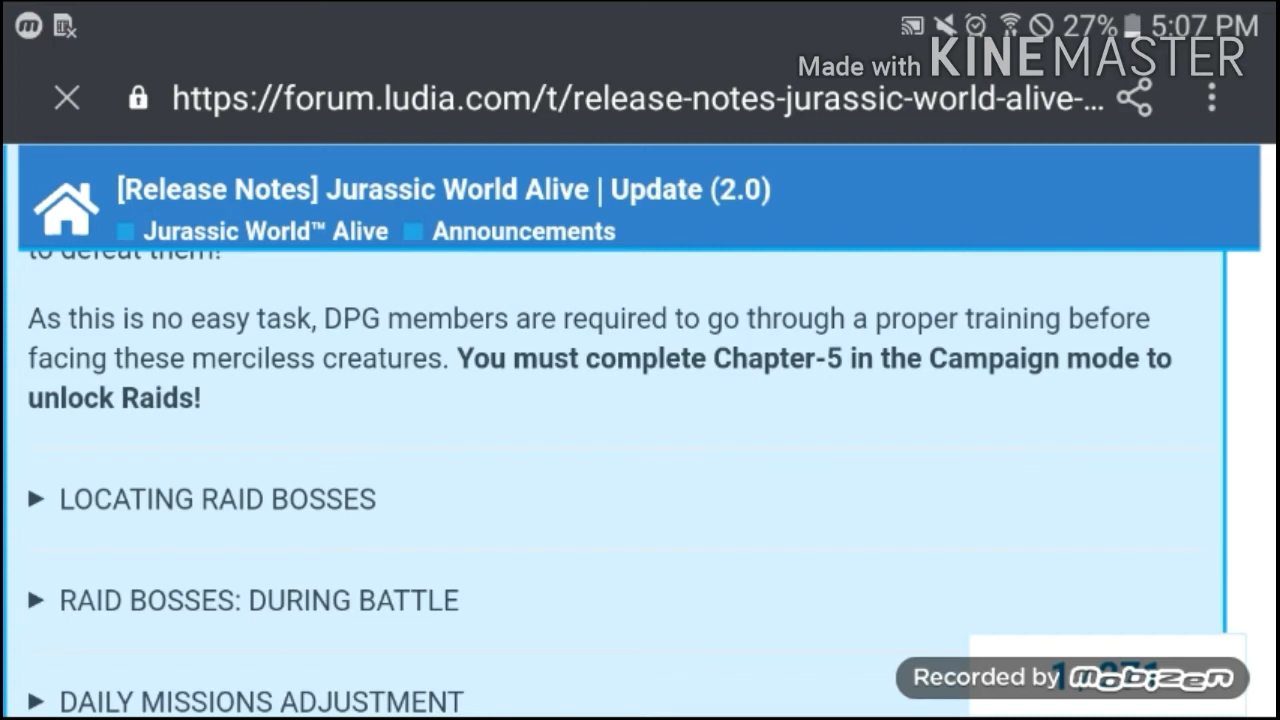 27% 5:07 PM
Made with KINEMASTER
https://forum.ludia.com/t/release-notes-jurassic-world-alive-...
[Release Notes] Jurassic World Alive | Update (2.0)
Jurassic World™ Alive Announcements
to defeat them!
As this is no easy task, DPG members are required to go through a proper training before
facing these merciless creatures. You must complete Chapter-5 in the Campaign mode to
unlock Raids!
▶ LOCATING RAID BOSSES
▶ RAID BOSSES: DURING BATTLE
▶ DAILY MISSIONS ADJUSTMENT
Recorded by mobizen